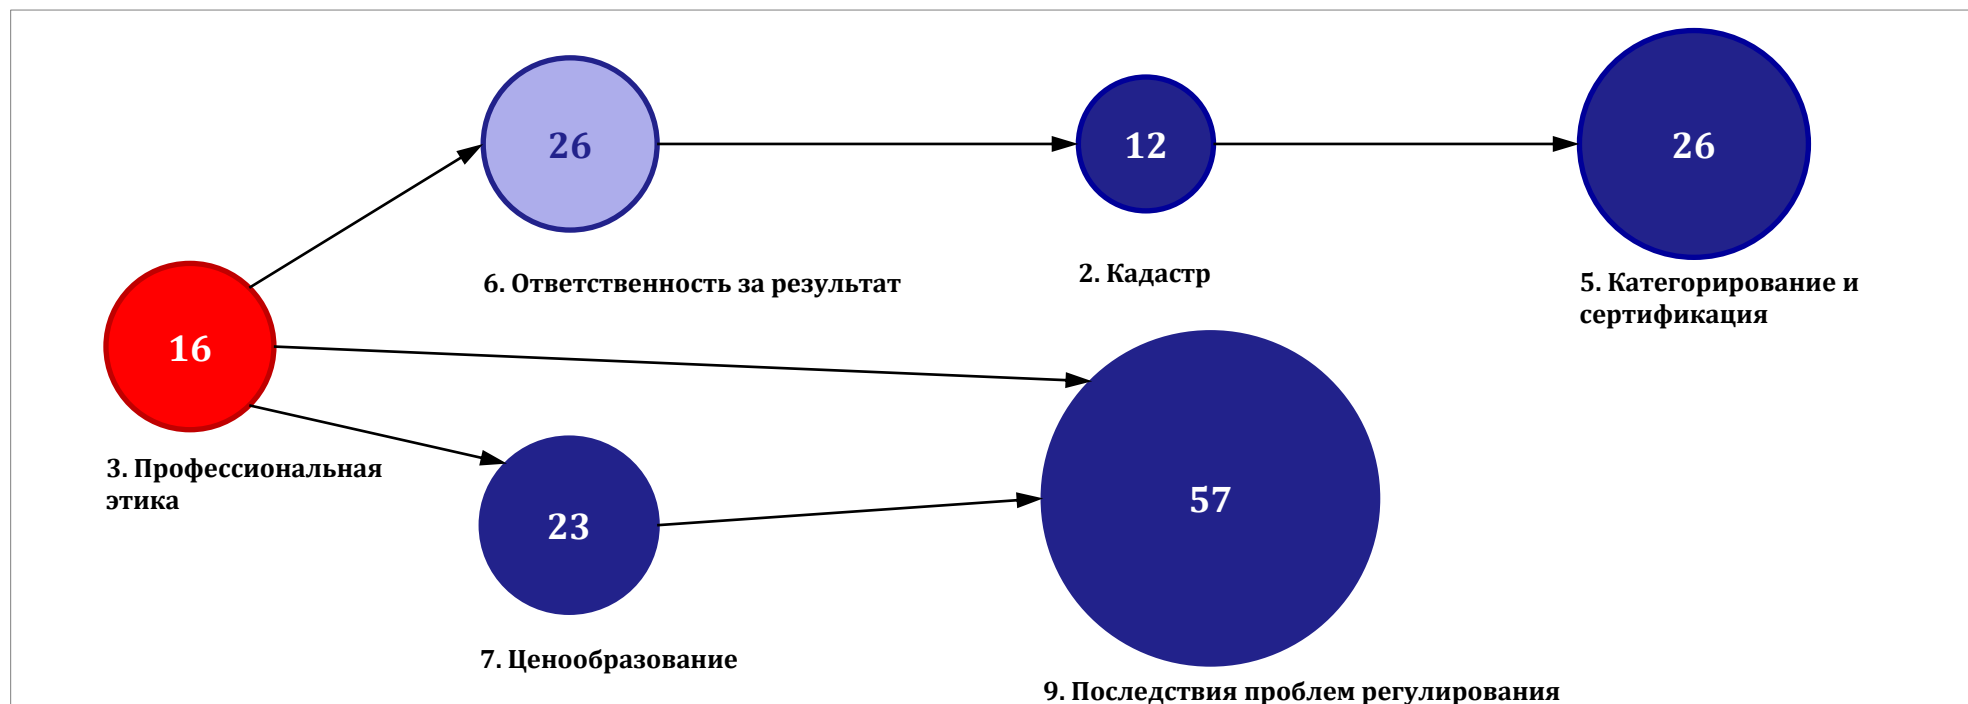 26
12
26
6. Ответственность за результат
2. Кадастр
5. Категорирование и
сертификация
16
3. Профессиональная
этика
23
57
7. Ценообразование
9. Последствия проблем регулирования